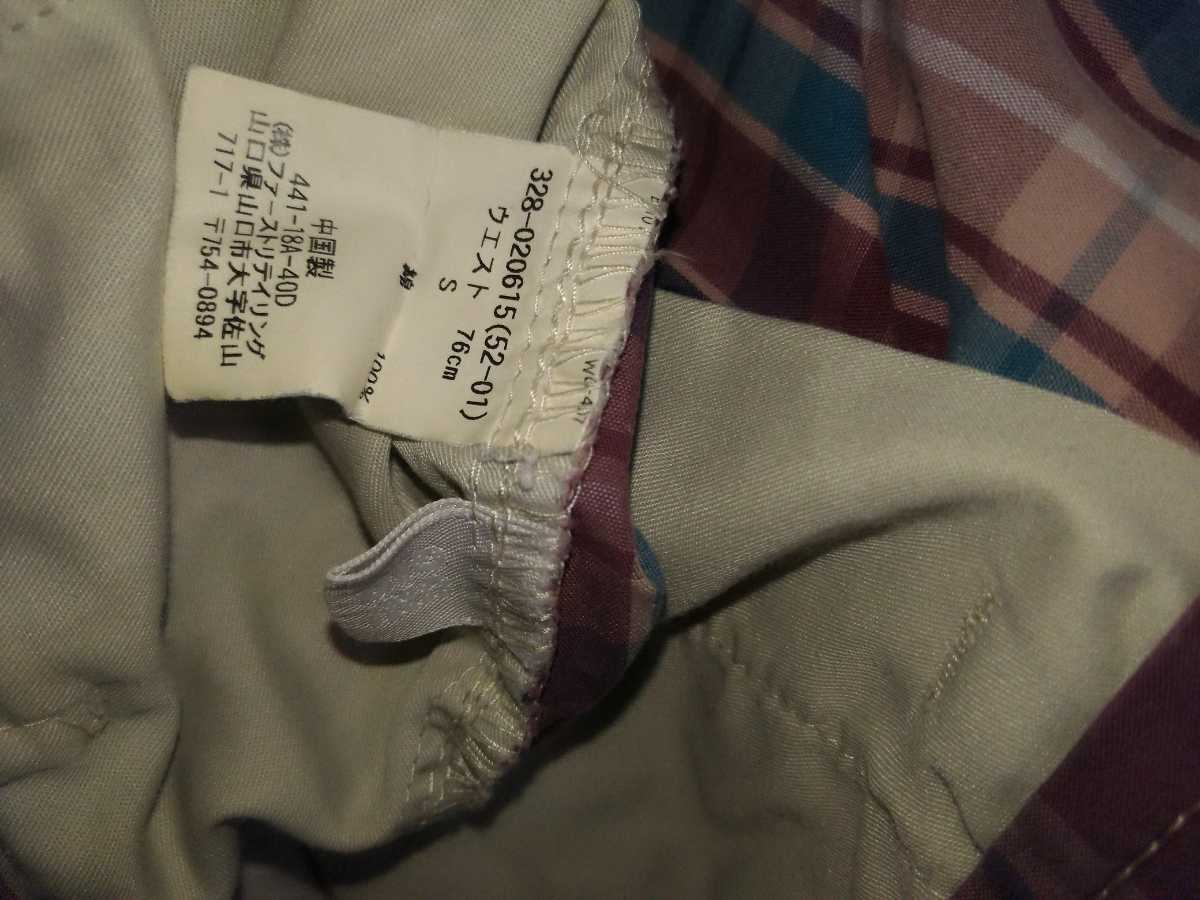 328-020615(52-01)
ウエスト
S 76cm
綿 100%
中国製
441-18A-40D
(株)ファーストリテイリング
山口県山口市大字佐山
717-1 〒754-0894